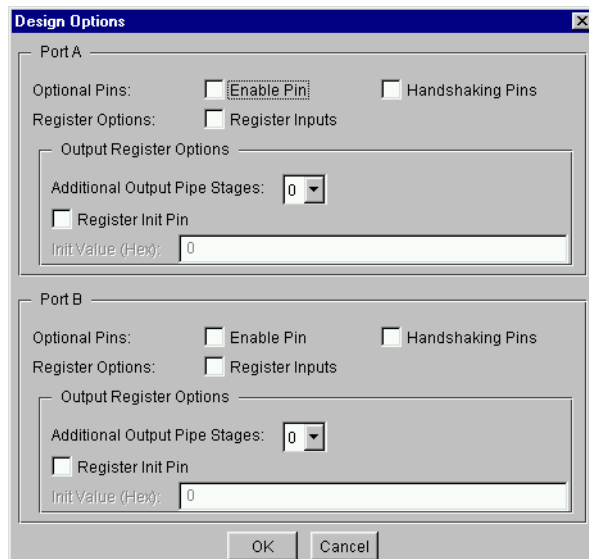 Design Options
Port A
Optional Pins: Enable Pin Handshaking Pins
Register Options: Register Inputs
Output Register Options
Additional Output Pipe Stages: 0
Register Init Pin
Init Value (Hex): 0
Port B
Optional Pins: Enable Pin Handshaking Pins
Register Options: Register Inputs
Output Register Options
Additional Output Pipe Stages: 0
Register Init Pin
Init Value (Hex): 0
OK Cancel